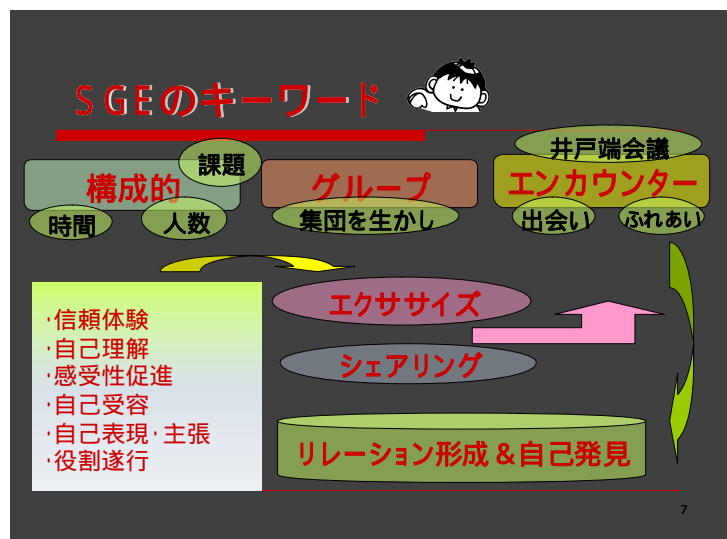 SGEのキーワード
課題
井戸端会議
構成的
グループ
エンカウンター
時間
人数
集団を生かし
出会い
ふれあい
エクササイズ
・信頼体験
・自己理解
・感受性促進
・自己受容
・自己表現・主張
・役割遂行
シェアリング
リレーション形成&自己発見
7